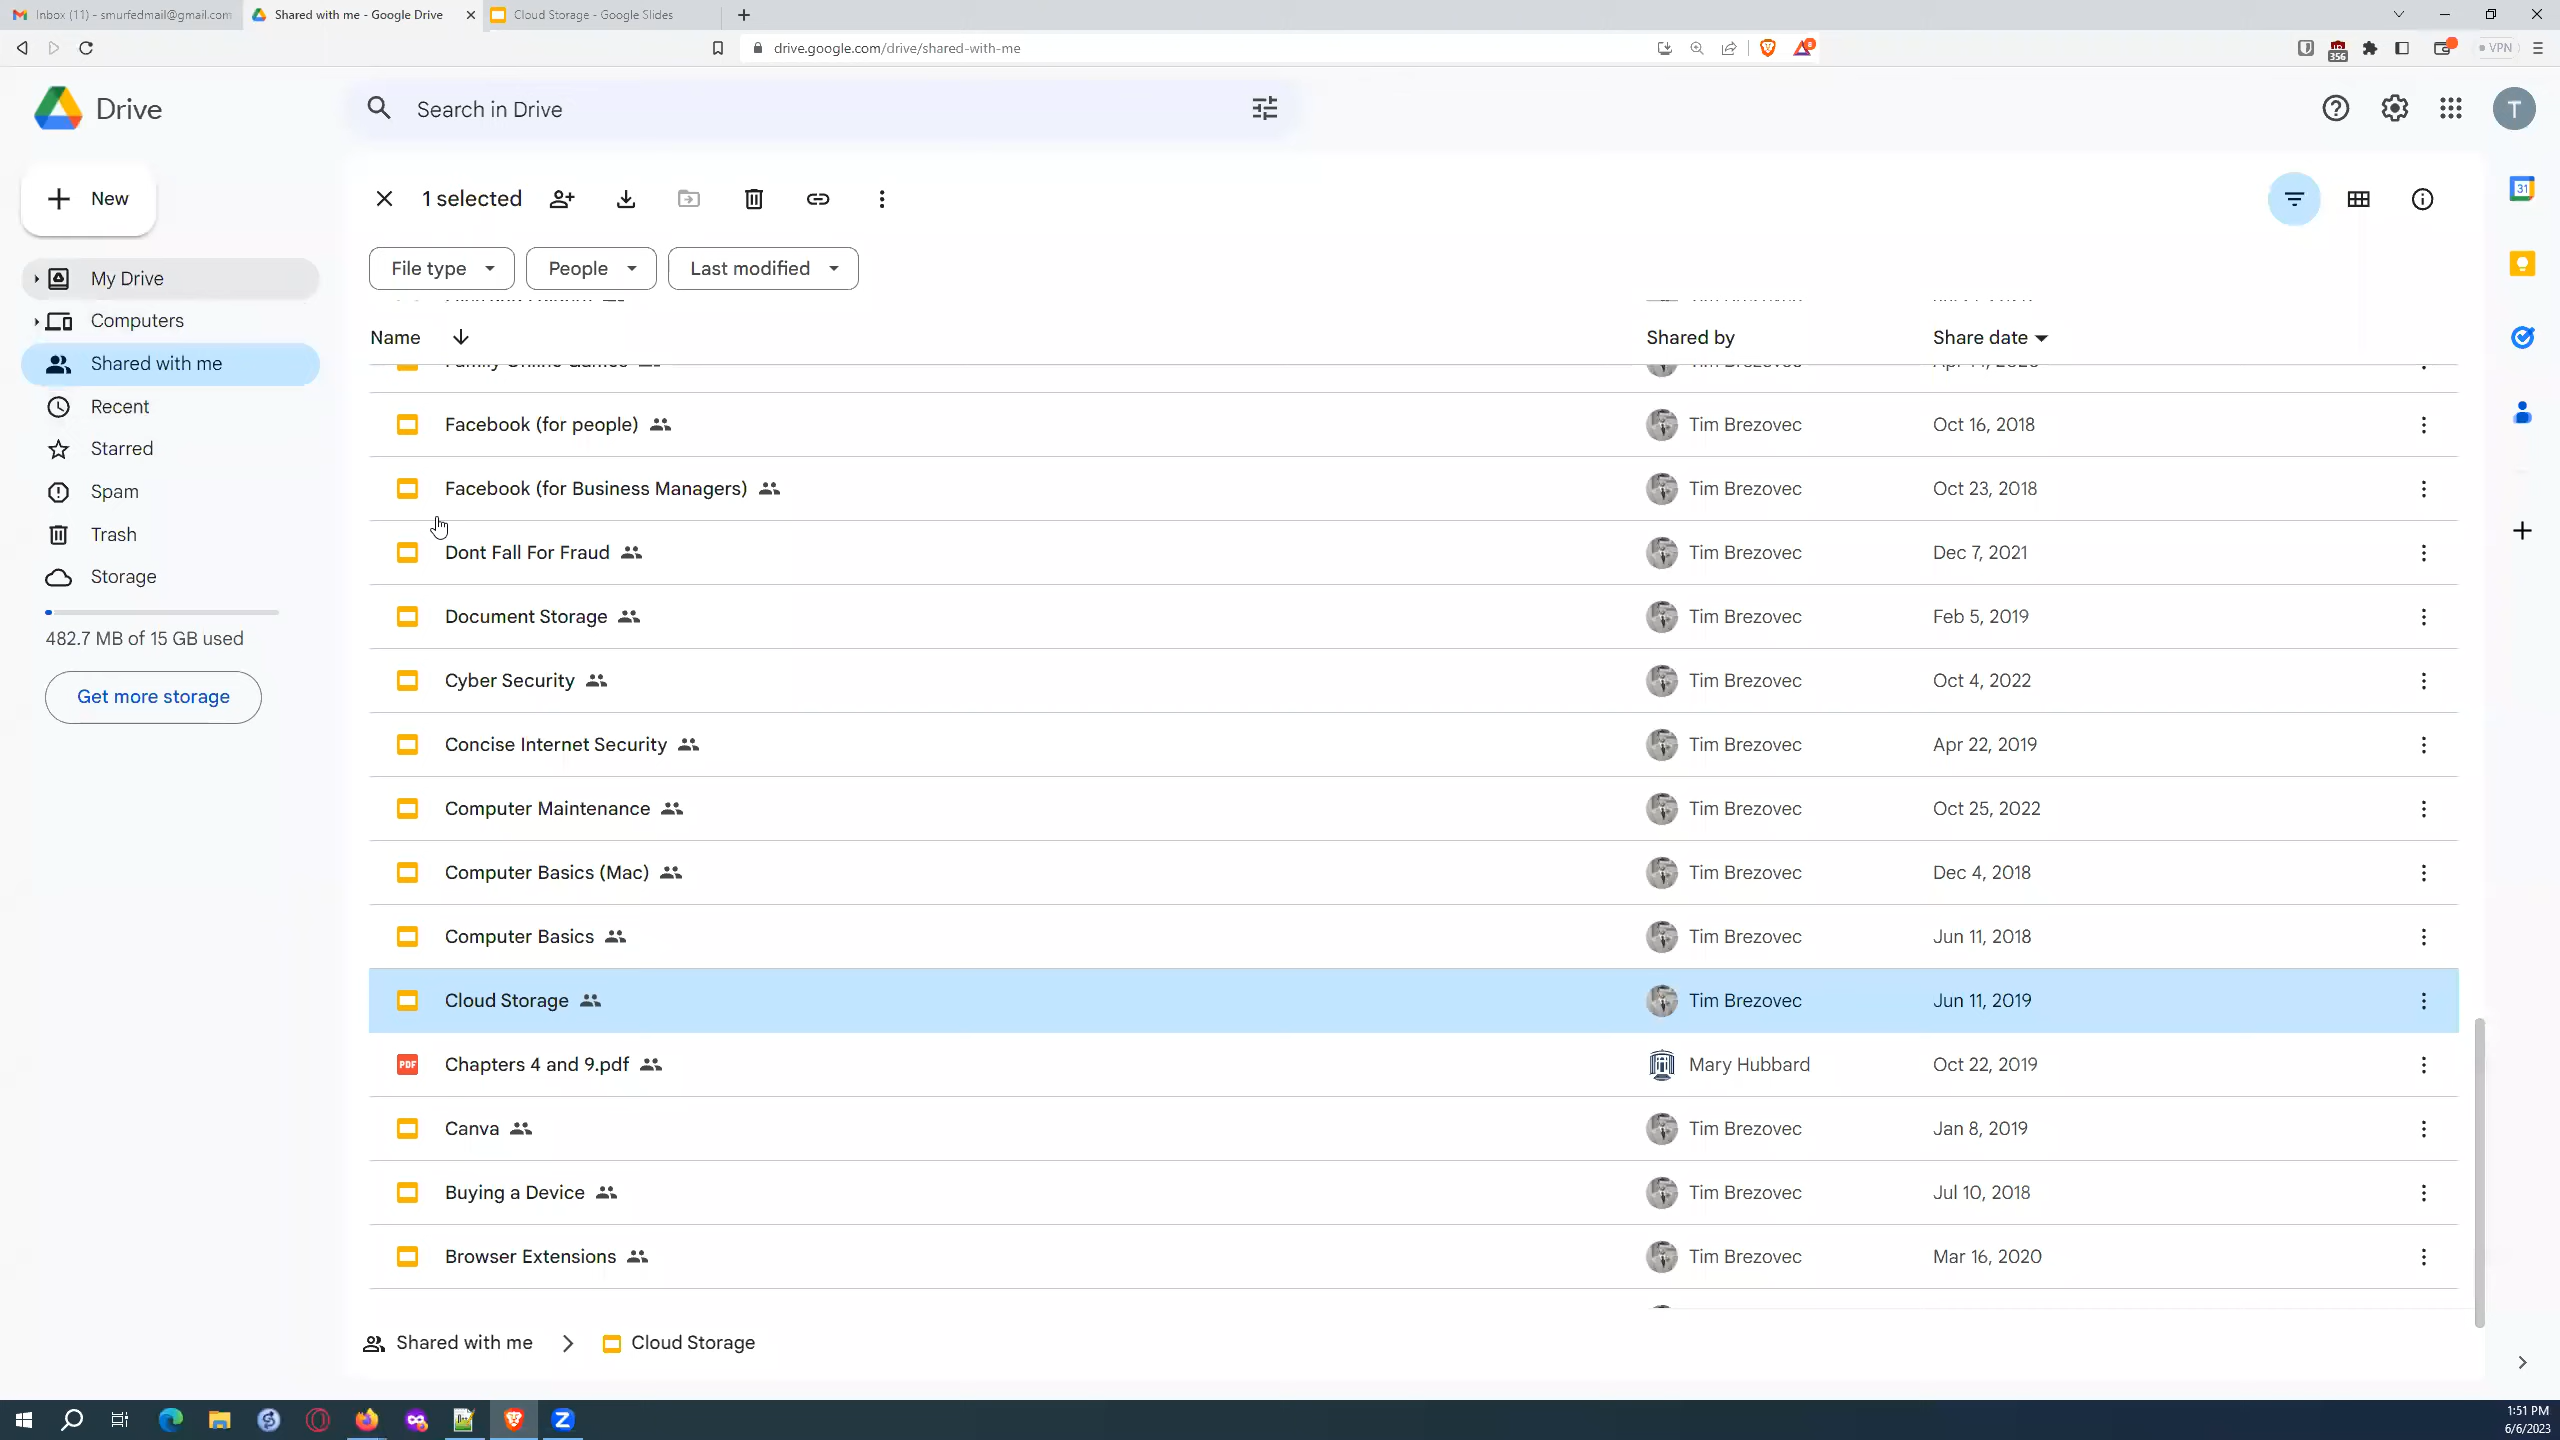 Inbox (11) - smurfedmail@gmail.com
Shared with me - Google Drive
Cloud Storage - Google Slides
drive.google.com/drive/shared-with-me
356
VPN
Drive
Search in Drive
T
New
1 selected
31
File type
People
Last modified
My Drive
Computers
Shared with me
Recent
Starred
Spam
Trash
Storage
482.7 MB of 15 GB used
Get more storage
Name Shared by Share date
Family Online Games Tim Brezovec
Facebook (for people) Tim Brezovec Oct 16, 2018
Facebook (for Business Managers) Tim Brezovec Oct 23, 2018
Dont Fall For Fraud Tim Brezovec Dec 7, 2021
Document Storage Tim Brezovec Feb 5, 2019
Cyber Security Tim Brezovec Oct 4, 2022
Concise Internet Security Tim Brezovec Apr 22, 2019
Computer Maintenance Tim Brezovec Oct 25, 2022
Computer Basics (Mac) Tim Brezovec Dec 4, 2018
Computer Basics Tim Brezovec Jun 11, 2018
Cloud Storage Tim Brezovec Jun 11, 2019
PDF Chapters 4 and 9.pdf Mary Hubbard Oct 22, 2019
Canva Tim Brezovec Jan 8, 2019
Buying a Device Tim Brezovec Jul 10, 2018
Browser Extensions Tim Brezovec Mar 16, 2020
Shared with me Cloud Storage
1:51 PM
6/6/2023